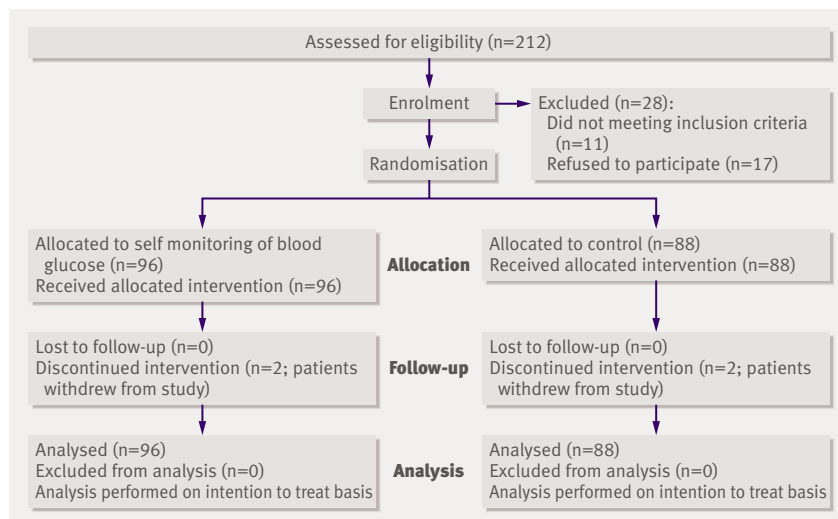 Assessed for eligibility (n=212)
Enrolment
Excluded (n=28):
Did not meeting inclusion criteria
(n=11)
Refused to participate (n=17)
Randomisation
Allocated to self monitoring of blood
glucose (n=96)
Received allocated intervention (n=96)
Allocation
Allocated to control (n=88)
Received allocated intervention (n=88)
Lost to follow-up (n=0)
Discontinued intervention (n=2; patients
withdrew from study)
Follow-up
Lost to follow-up (n=0)
Discontinued intervention (n=2; patients
withdrew from study)
Analysed (n=96)
Excluded from analysis (n=0)
Analysis performed on intention to treat basis
Analysis
Analysed (n=88)
Excluded from analysis (n=0)
Analysis performed on intention to treat basis